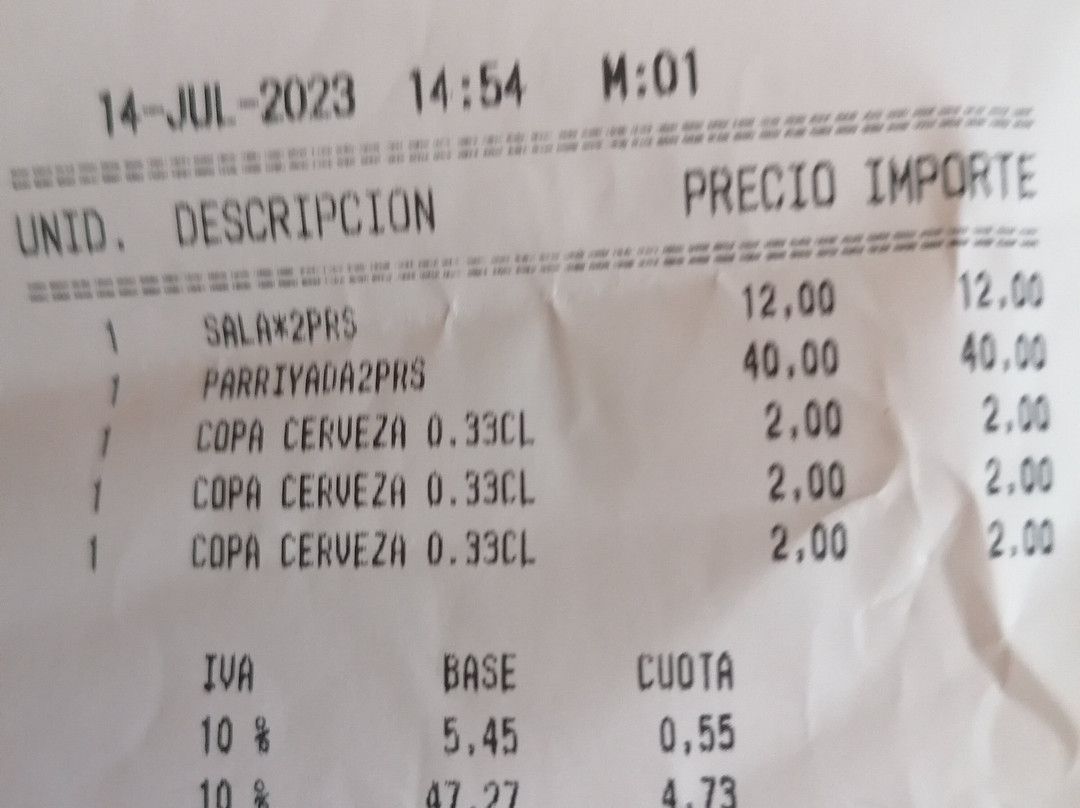 14-JUL-2023 14:54 M:01
UNID. DESCRIPCION PRECIO IMPORTE
1 SALA*2PRS 12,00 12,00
1 PARRIYADA2PRS 40,00 40,00
1 COPA CERVEZA 0.33CL 2,00 2,00
1 COPA CERVEZA 0.33CL 2,00 2,00
1 COPA CERVEZA 0.33CL 2,00 2,00
IVA BASE CUOTA
10 % 5,45 0,55
10 % 47,27 4,73